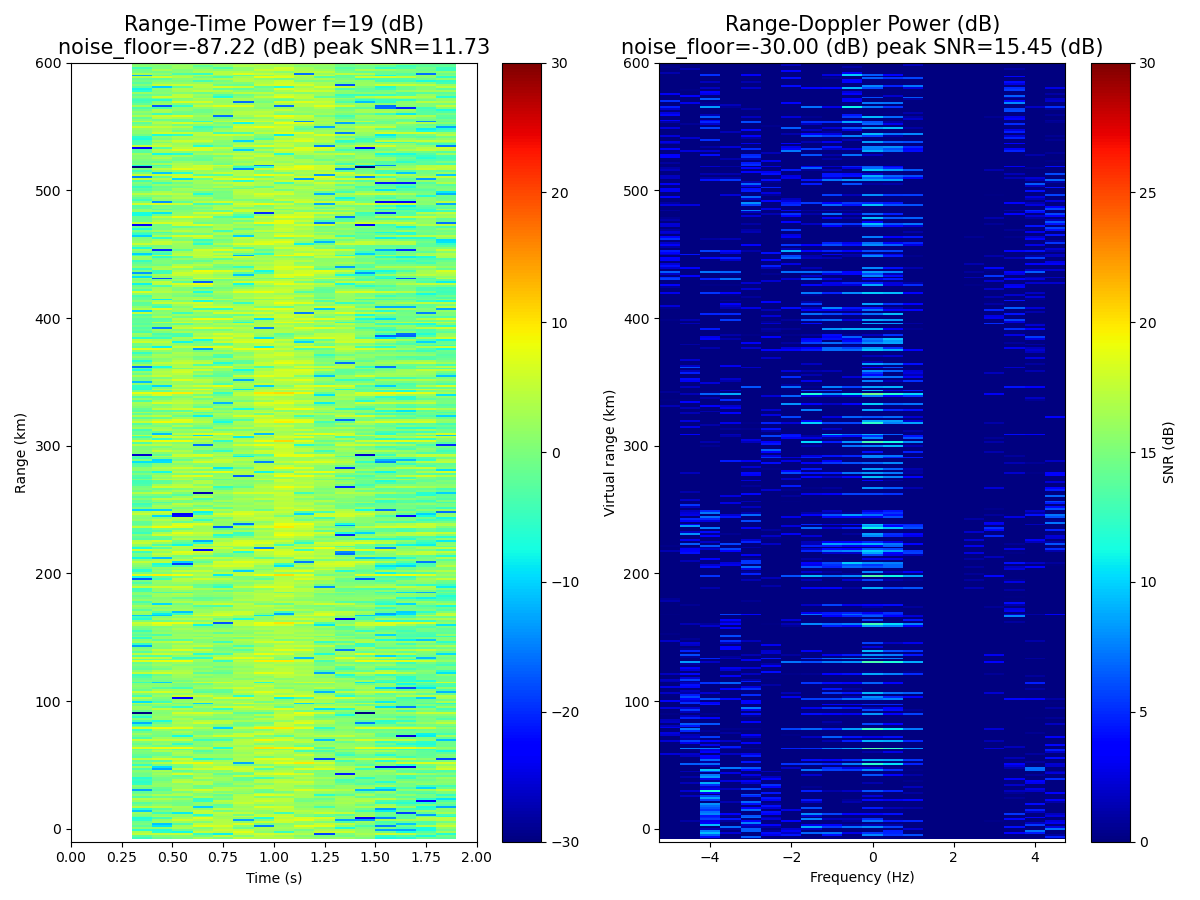 Range-Time Power f=19 (dB)
noise_floor=-87.22 (dB) peak SNR=11.73
Range-Doppler Power (dB)
noise_floor=-30.00 (dB) peak SNR=15.45 (dB)
600
500
400
300
200
100
0
Range (km)
0.00 0.25 0.50 0.75 1.00 1.25 1.50 1.75 2.00
Time (s)
30
20
10
0
−10
−20
−30
600
500
400
300
200
100
0
Virtual range (km)
−4 −2 0 2 4
Frequency (Hz)
30
25
20
15
10
5
0
SNR (dB)